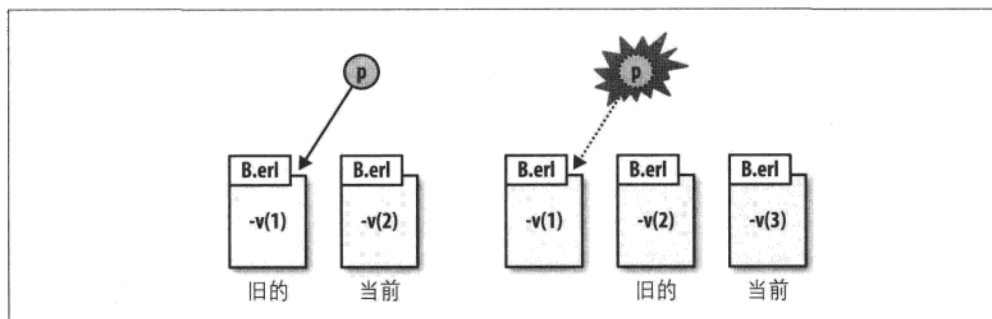 p p
B.erl B.erl B.erl B.erl B.erl
-v(1) -v(2) -v(1) -v(2) -v(3)
旧的 当前 旧的 当前